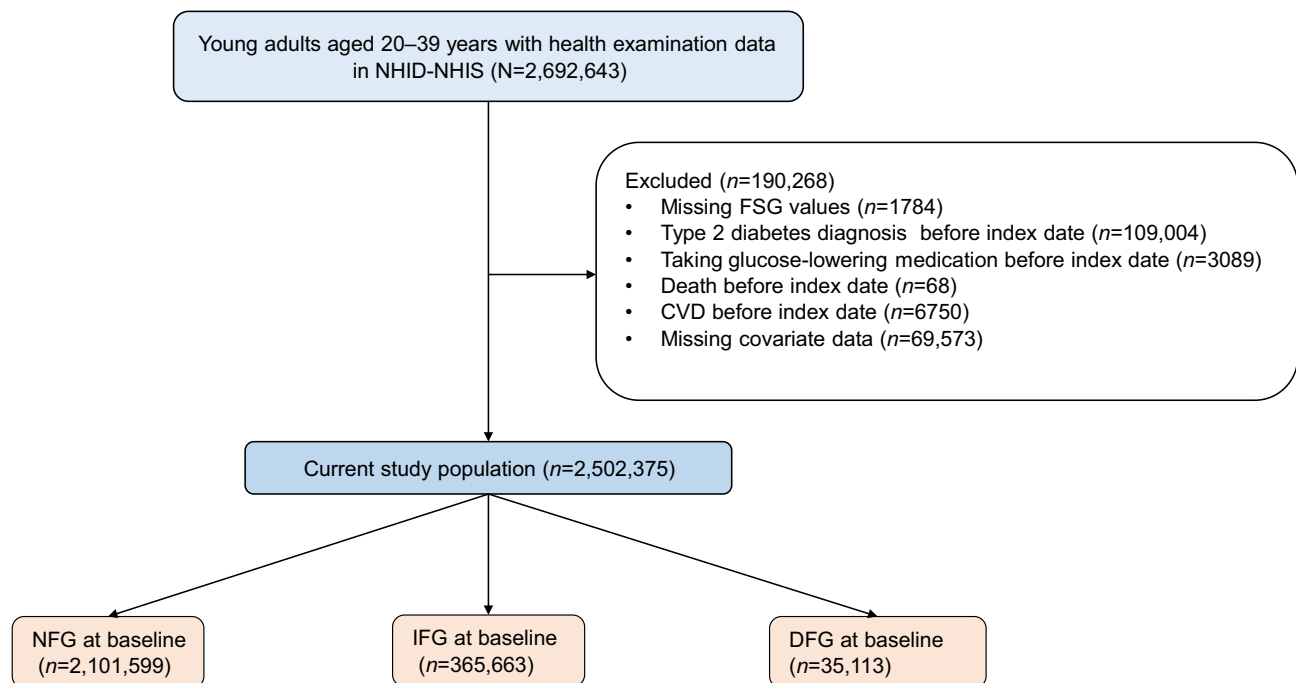 Young adults aged 20–39 years with health examination data
in NHID-NHIS (N=2,692,643)
Excluded (n=190,268)
• Missing FSG values (n=1784)
• Type 2 diabetes diagnosis before index date (n=109,004)
• Taking glucose-lowering medication before index date (n=3089)
• Death before index date (n=68)
• CVD before index date (n=6750)
• Missing covariate data (n=69,573)
Current study population (n=2,502,375)
NFG at baseline
(n=2,101,599)
IFG at baseline
(n=365,663)
DFG at baseline
(n=35,113)